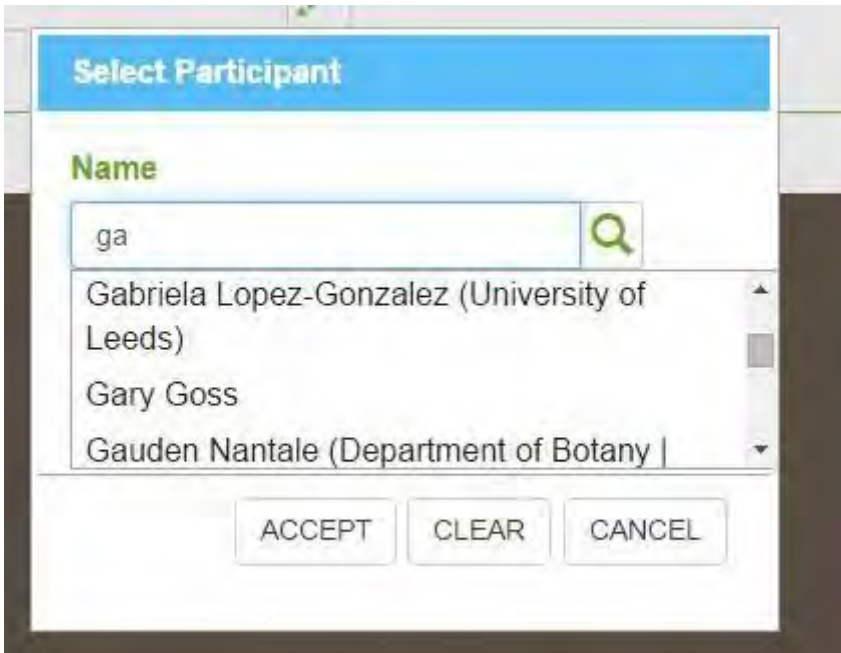 Select Participant
Name
ga
Gabriela Lopez-Gonzalez (University of
Leeds)
Gary Goss
Gauden Nantale (Department of Botany |
ACCEPT CLEAR CANCEL